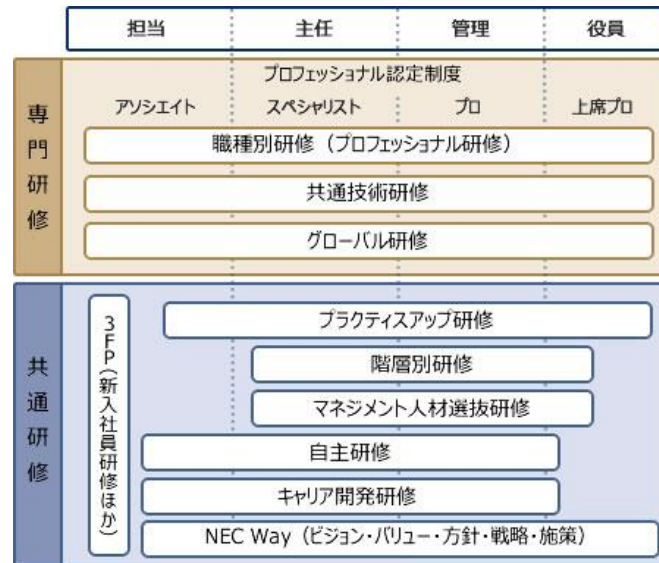 担当 主任 管理 役員
専門研修
プロフェッショナル認定制度
アソシエイト スペシャリスト プロ 上席プロ
職種別研修（プロフェッショナル研修）
共通技術研修
グローバル研修
共通研修
3FP（新入社員研修ほか）
プラクティスアップ研修
階層別研修
マネジメント人材選抜研修
自主研修
キャリア開発研修
NEC Way（ビジョン・バリュー・方針・戦略・施策）